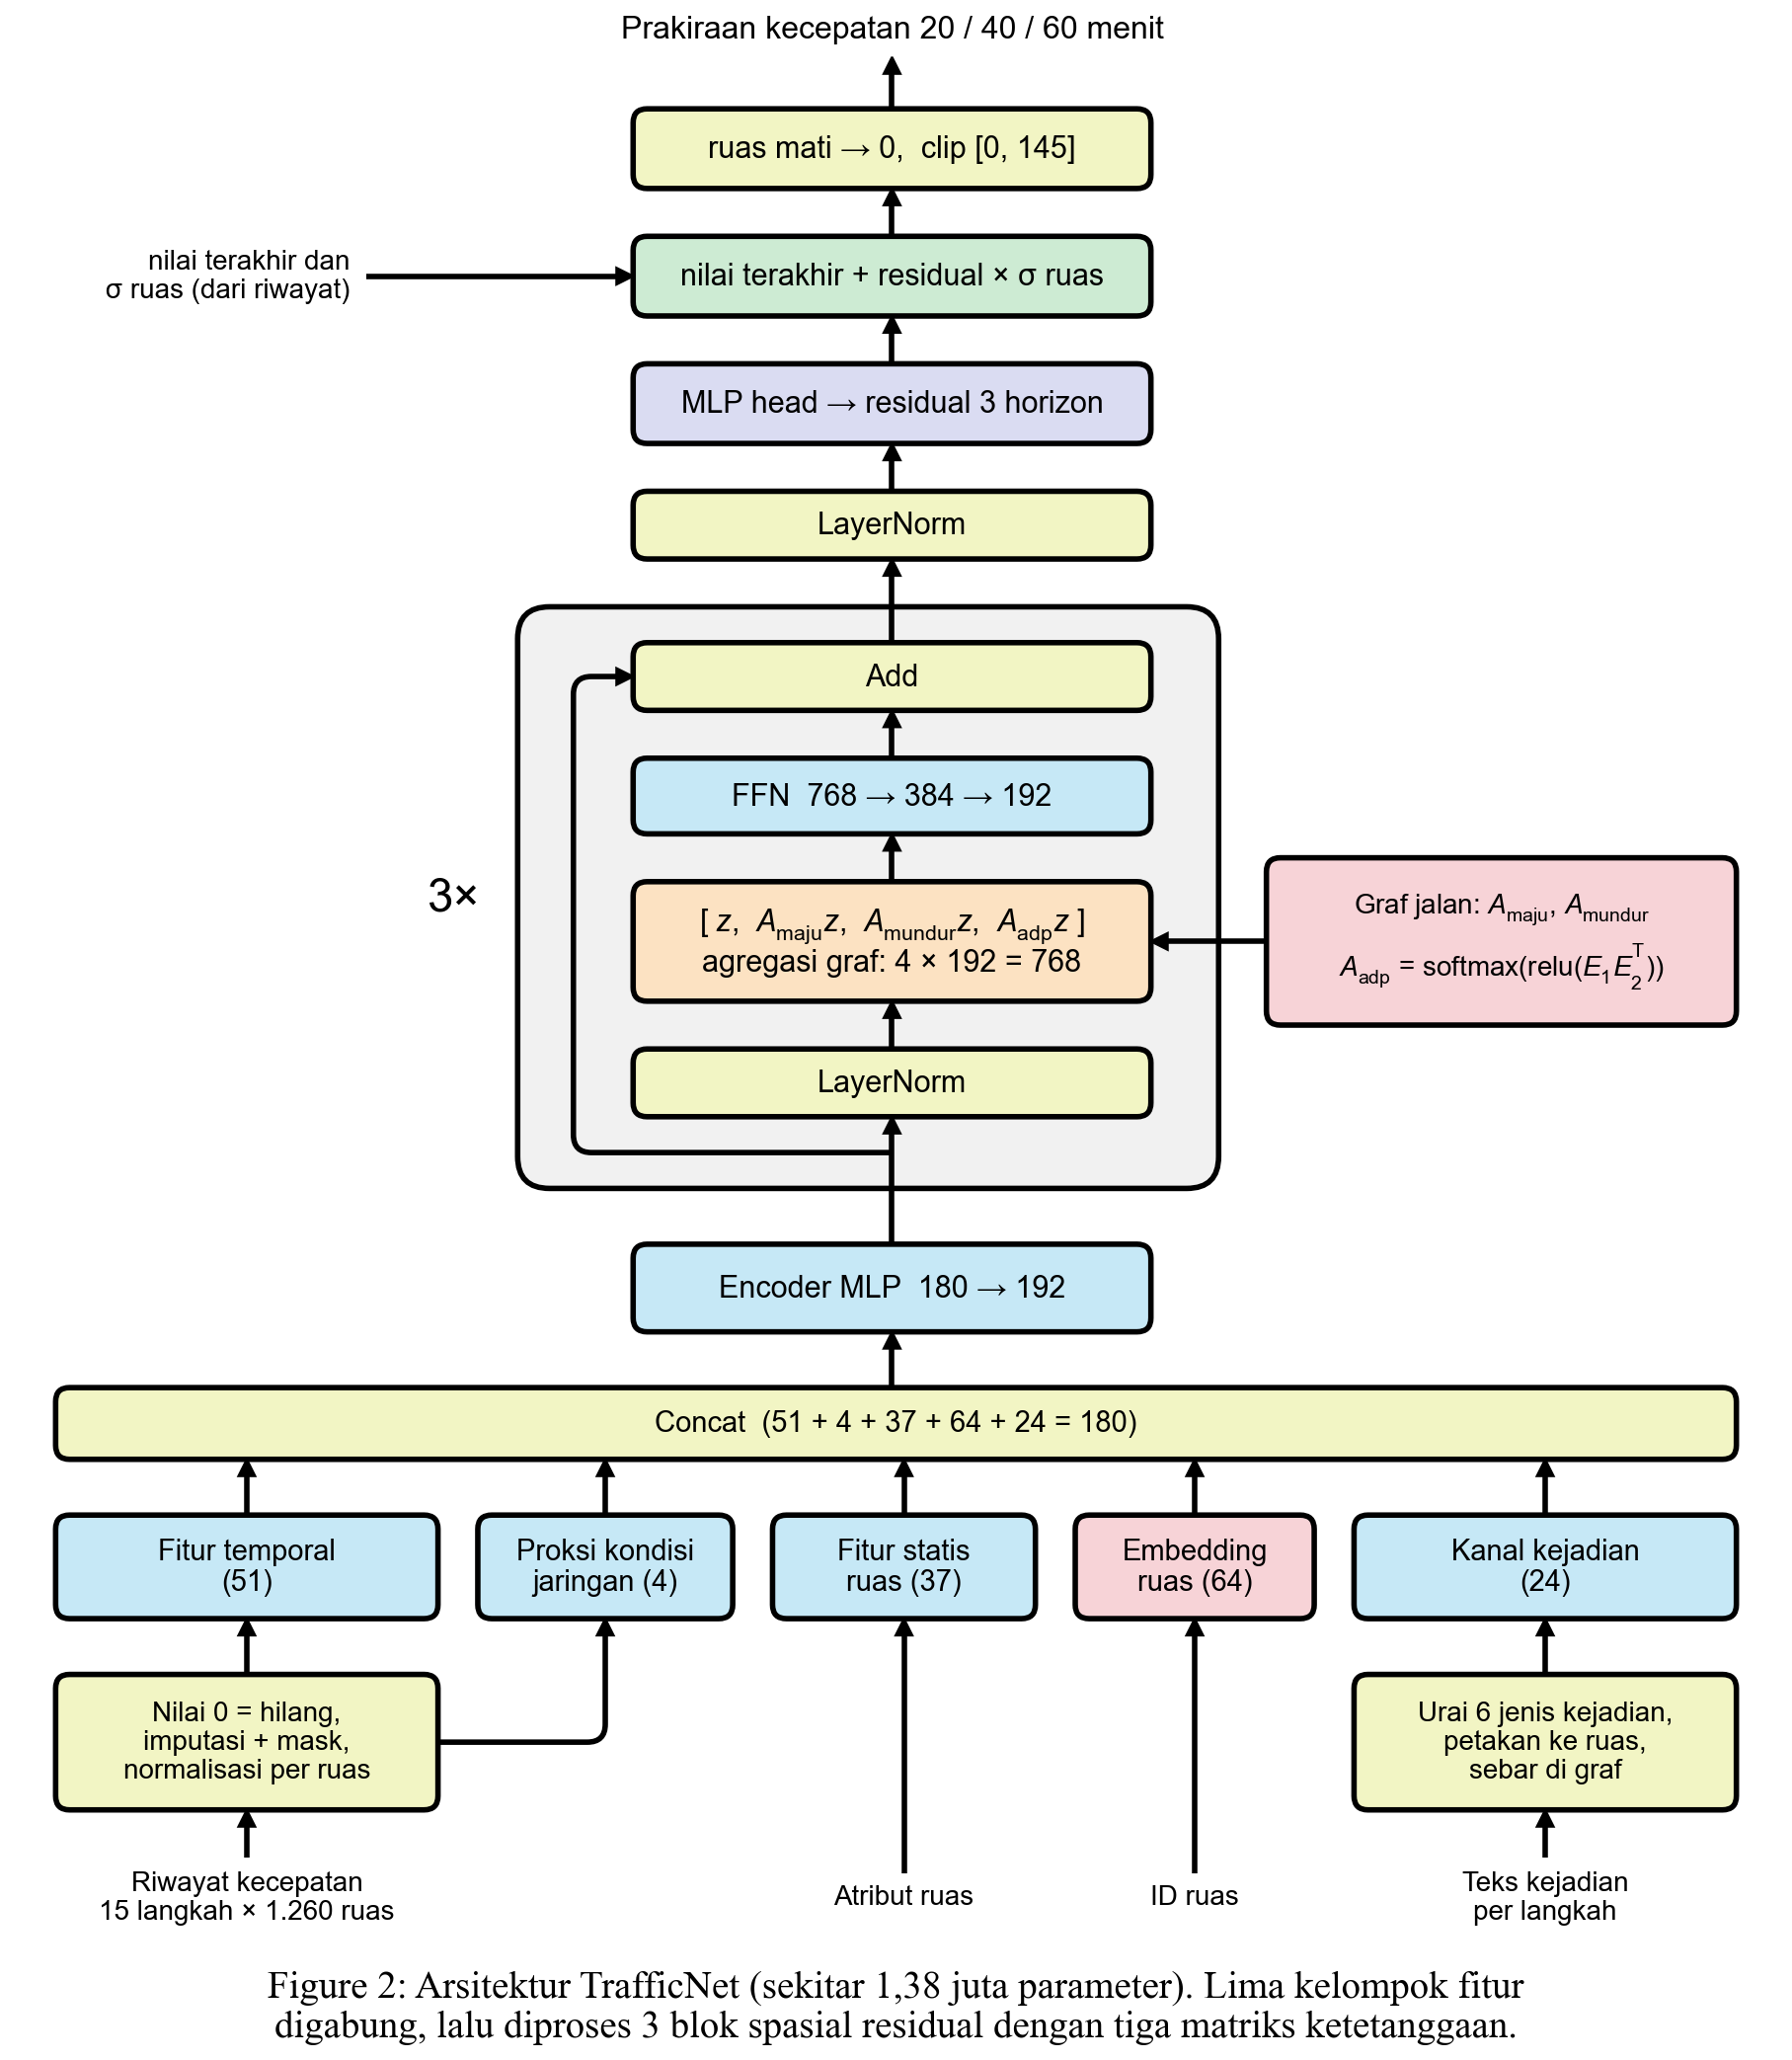 Prakiraan kecepatan 20 / 40 / 60 menit
ruas mati → 0, clip [0, 145]
nilai terakhir dan
σ ruas (dari riwayat)
nilai terakhir + residual × σ ruas
MLP head → residual 3 horizon
LayerNorm
Add
FFN 768 → 384 → 192
3×
[ z, A_maju z, A_mundur z, A_adp z ]
agregasi graf: 4 × 192 = 768
Graf jalan: A_maju, A_mundur
A_adp = softmax(relu(E_1 E_2^T))
LayerNorm
Encoder MLP 180 → 192
Concat (51 + 4 + 37 + 64 + 24 = 180)
Fitur temporal
(51)
Proksi kondisi
jaringan (4)
Fitur statis
ruas (37)
Embedding
ruas (64)
Kanal kejadian
(24)
Nilai 0 = hilang,
imputasi + mask,
normalisasi per ruas
Urai 6 jenis kejadian,
petakan ke ruas,
sebar di graf
Riwayat kecepatan
15 langkah × 1.260 ruas
Atribut ruas
ID ruas
Teks kejadian
per langkah
Figure 2: Arsitektur TrafficNet (sekitar 1,38 juta parameter). Lima kelompok fitur
digabung, lalu diproses 3 blok spasial residual dengan tiga matriks ketetanggaan.